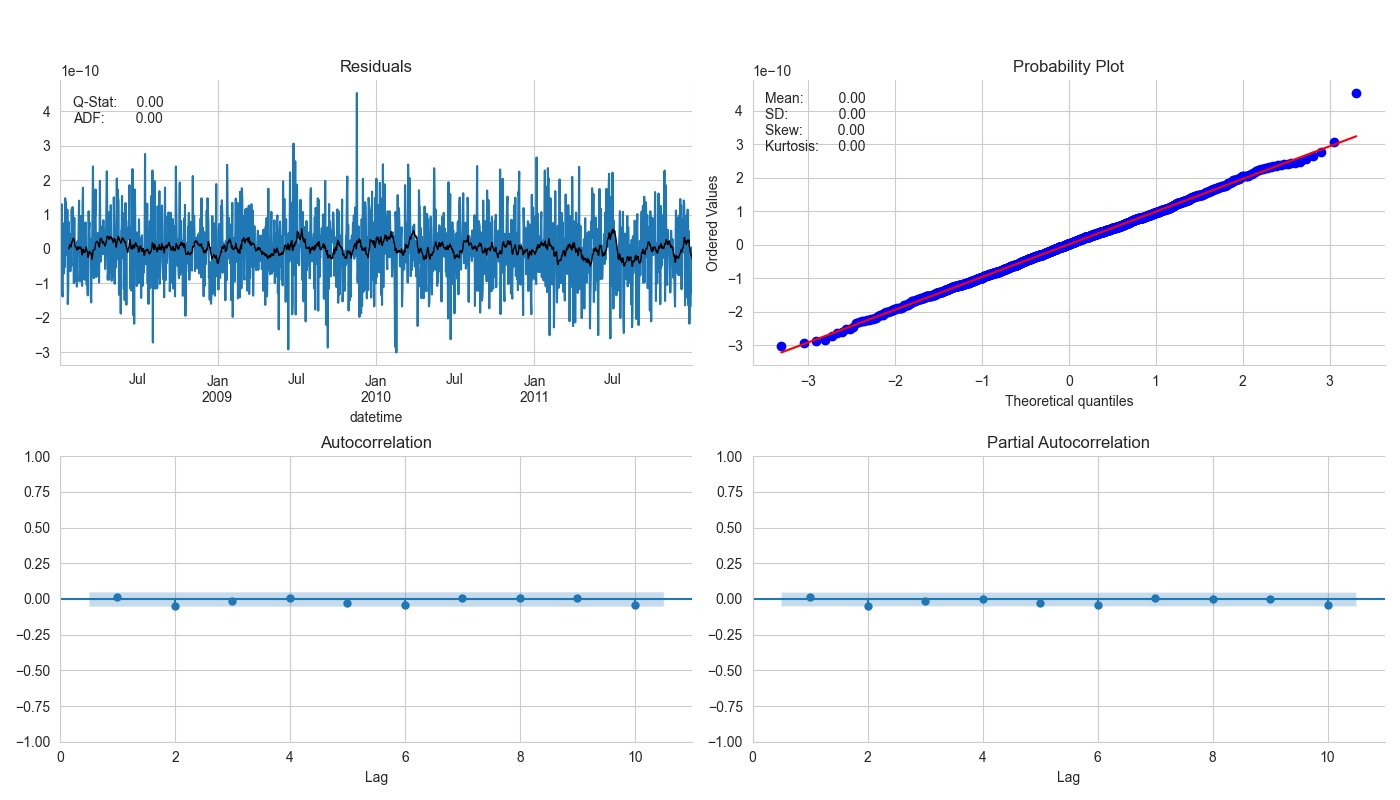 Residuals
1e−10
Q-Stat: 0.00
ADF: 0.00
4
3
2
1
0
−1
−2
−3
Jul
Jan
2009
Jul
Jan
2010
Jul
Jan
2011
Jul
datetime
Probability Plot
1e−10
Mean: 0.00
SD: 0.00
Skew: 0.00
Kurtosis: 0.00
Ordered Values
4
3
2
1
0
−1
−2
−3
−3 −2 −1 0 1 2 3
Theoretical quantiles
Autocorrelation
1.00
0.75
0.50
0.25
0.00
−0.25
−0.50
−0.75
−1.00
0 2 4 6 8 10
Lag
Partial Autocorrelation
1.00
0.75
0.50
0.25
0.00
−0.25
−0.50
−0.75
−1.00
0 2 4 6 8 10
Lag